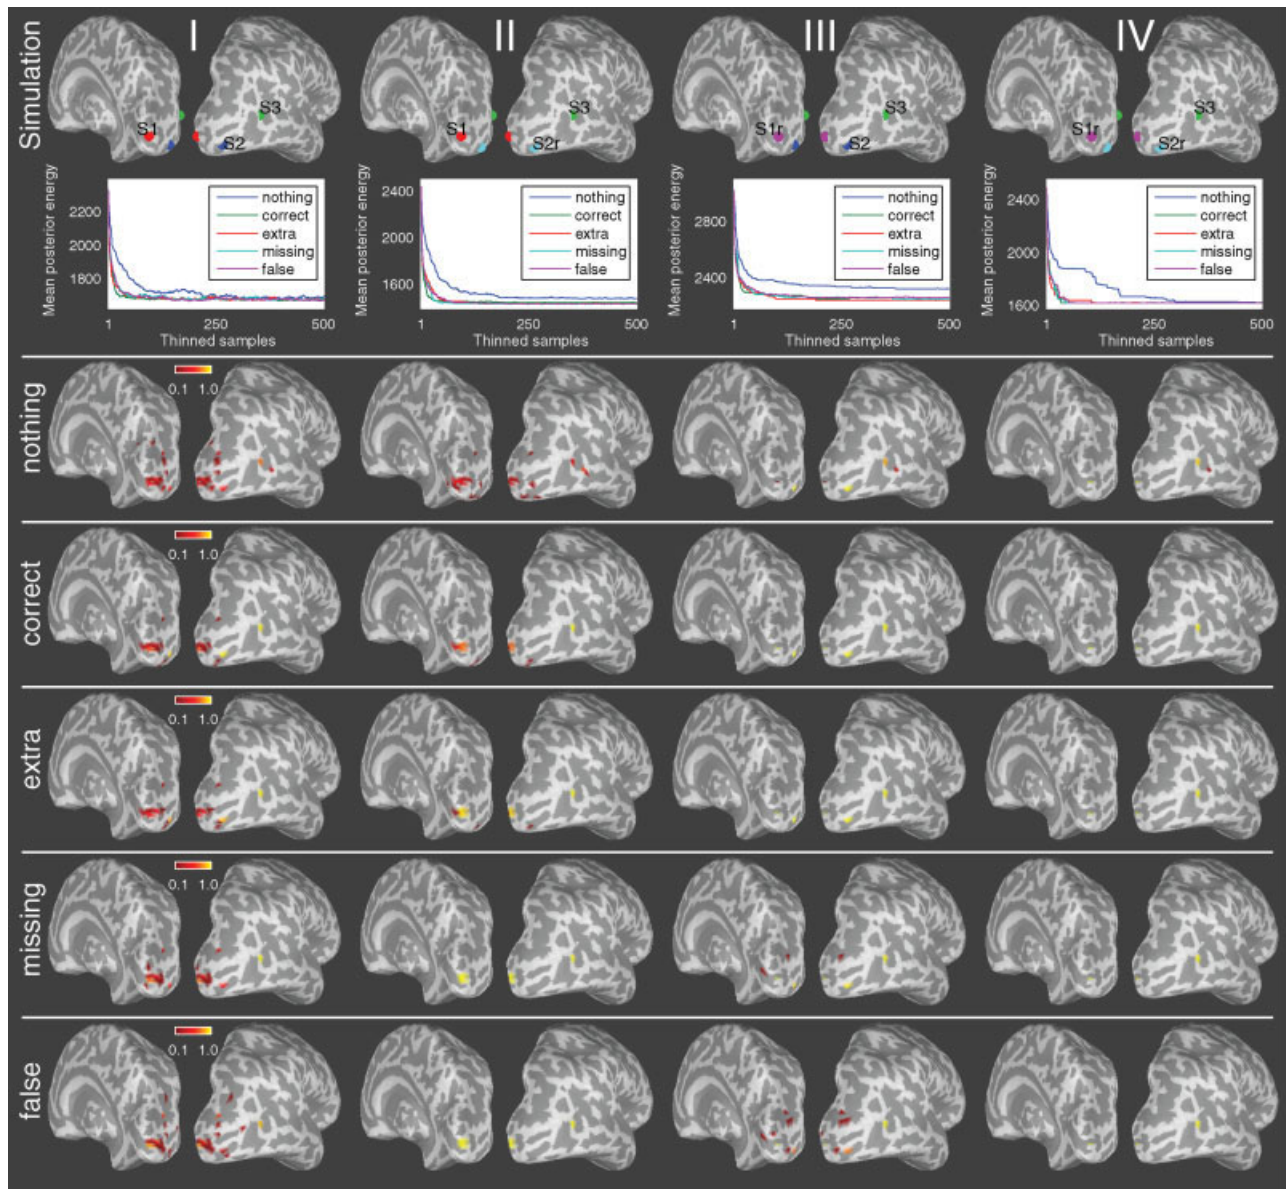 Simulation
I
II
III
IV
S1
S3
S2
S1
S3
S2r
S1r
S3
S2
S1r
S3
S2r
Mean posterior energy
2200
2000
1800
nothing
correct
extra
missing
false
1
250
500
Thinned samples
Mean posterior energy
2400
2000
1600
nothing
correct
extra
missing
false
1
250
500
Thinned samples
Mean posterior energy
2800
2400
2200
nothing
correct
extra
missing
false
1
250
500
Thinned samples
Mean posterior energy
2400
2000
1600
nothing
correct
extra
missing
false
1
250
500
Thinned samples
nothing
0.1 1.0
correct
0.1 1.0
extra
0.1 1.0
missing
0.1 1.0
false
0.1 1.0